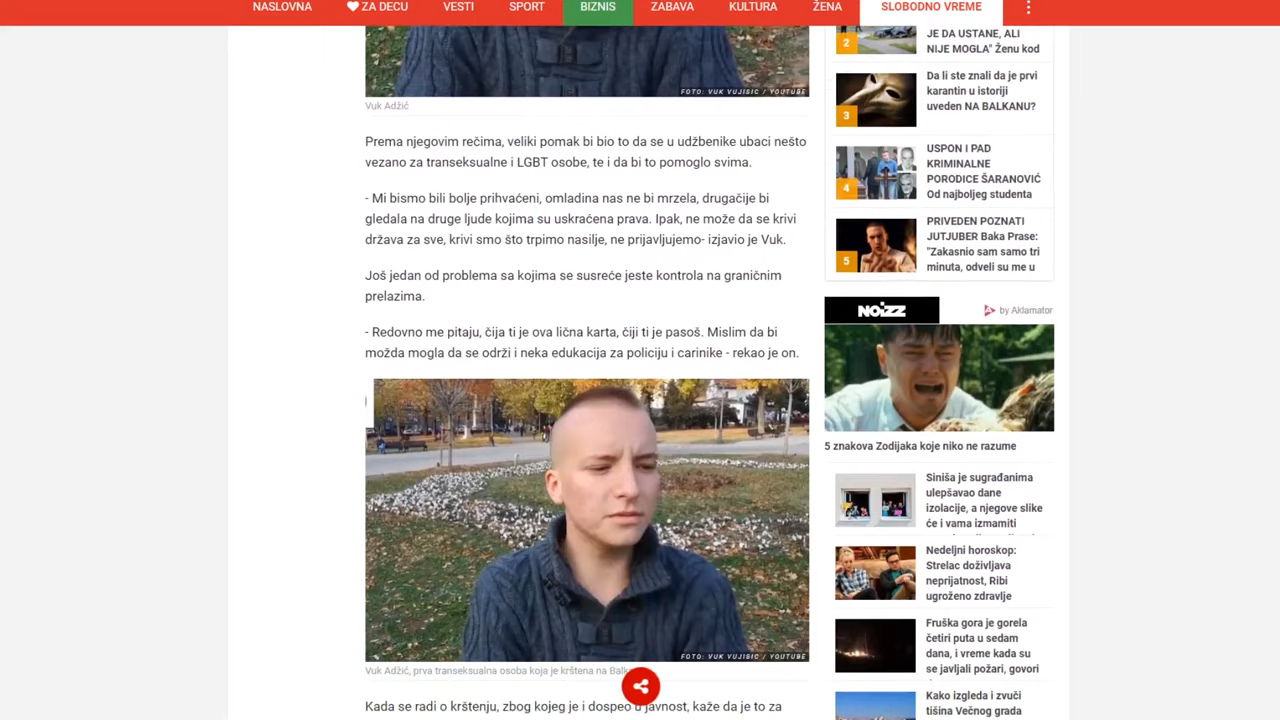 NASLOVNA
ZA DECU
VESTI
SPORT
BIZNIS
ZABAVA
KULTURA
ŽENA
SLOBODNO VREME
FOTO: VUK VUJISIC / YOUTUBE
Vuk Adžić
Prema njegovim rečima, veliki pomak bi bio to da se u udžbenike ubaci nešto
vezano za transeksualne i LGBT osobe, te i da bi to pomoglo svima.
- Mi bismo bili bolje prihvaćeni, omladina nas ne bi mrzela, drugačije bi
gledala na druge ljude kojima su uskraćena prava. Ipak, ne može da se krivi
država za sve, krivi smo što trpimo nasilje, ne prijavljujemo- izjavio je Vuk.
Još jedan od problema sa kojima se susreće jeste kontrola na graničnim
prelazima.
- Redovno me pitaju, čija ti je ova lična karta, čiji ti je pasoš. Mislim da bi
možda mogla da se održi i neka edukacija za policiju i carinike - rekao je on.
FOTO: VUK VUJISIC / YOUTUBE
Vuk Adžić, prva transeksualna osoba koja je krštena na
Kada se radi o krštenju, zbog kojeg je i dospeo u javnost, kaže da je to za
2
JE DA USTANE, ALI
NIJE MOGLA" Ženu kod
3
Da li ste znali da je prvi
karantin u istoriji
uveden NA BALKANU?
4
USPON I PAD
KRIMINALNE
PORODICE ŠARANOVIĆ
Od najboljeg studenta
5
PRIVEDEN POZNATI
JUTJUBER Baka Prase:
"Zakasnio sam samo tri
minuta, odveli su me u
NOIZZ
by Aklamator
5 znakova Zodijaka koje niko ne razume
Siniša je sugrađanima
ulepšavao dane
izolacije, a njegove slike
će i vama izmamiti
Nedeljni horoskop:
Strelac doživljava
neprijatnost, Ribi
ugroženo zdravlje
Fruška gora je gorela
četiri puta u sedam
dana, i vreme kada su
se javljali požari, govori
Kako izgleda i zvuči
tišina Večnog grada